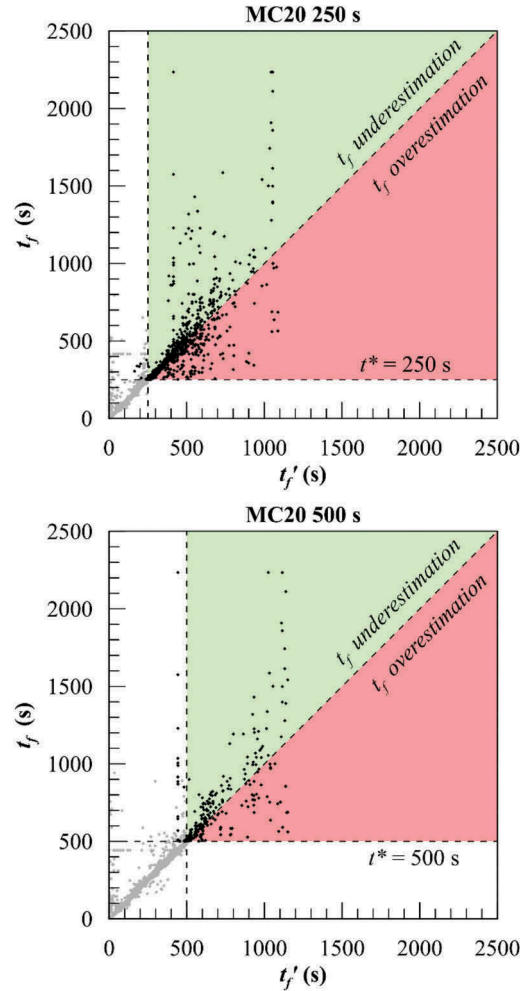 MC20 250 s
2500
2000
1500
1000
500
0
t_f (s)
t_f underestimation
t_f overestimation
t* = 250 s
0 500 1000 1500 2000 2500
t_f' (s)
MC20 500 s
2500
2000
1500
1000
500
0
t_f (s)
t_f underestimation
t_f overestimation
t* = 500 s
0 500 1000 1500 2000 2500
t_f' (s)